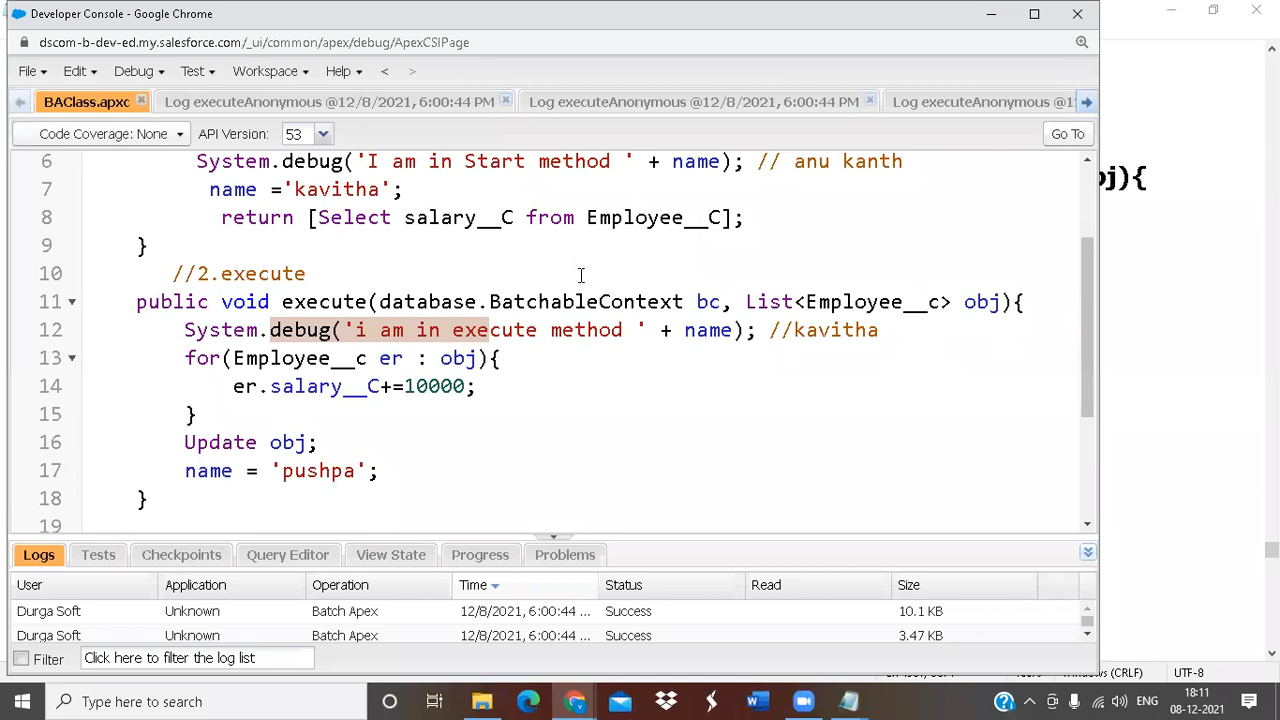 Developer Console - Google Chrome
dscom-b-dev-ed.my.salesforce.com/_ui/common/apex/debug/ApexCSIPage
File Edit Debug Test Workspace Help < >
BAClass.apxc Log executeAnonymous @12/8/2021, 6:00:44 PM Log executeAnonymous @12/8/2021, 6:00:44 PM Log executeAnonymous @1
Code Coverage: None API Version: 53 Go To
6 System.debug('I am in Start method ' + name); // anu kanth
7 name ='kavitha';
8 return [Select salary__C from Employee__C];
9 }
10 //2.execute
11 public void execute(database.BatchableContext bc, List<Employee__c> obj){
12 System.debug('i am in execute method ' + name); //kavitha
13 for(Employee__c er : obj){
14 er.salary__C+=10000;
15 }
16 Update obj;
17 name = 'pushpa';
18 }
19
bj){
Logs Tests Checkpoints Query Editor View State Progress Problems
User Application Operation Time Status Read Size
Durga Soft Unknown Batch Apex 12/8/2021, 6:00:44 ... Success 10.1 KB
Durga Soft Unknown Batch Apex 12/8/2021, 6:00:44 ... Success 3.47 KB
Filter Click here to filter the log list
(CRLF) UTF-8
Type here to search
ENG 18:11
08-12-2021